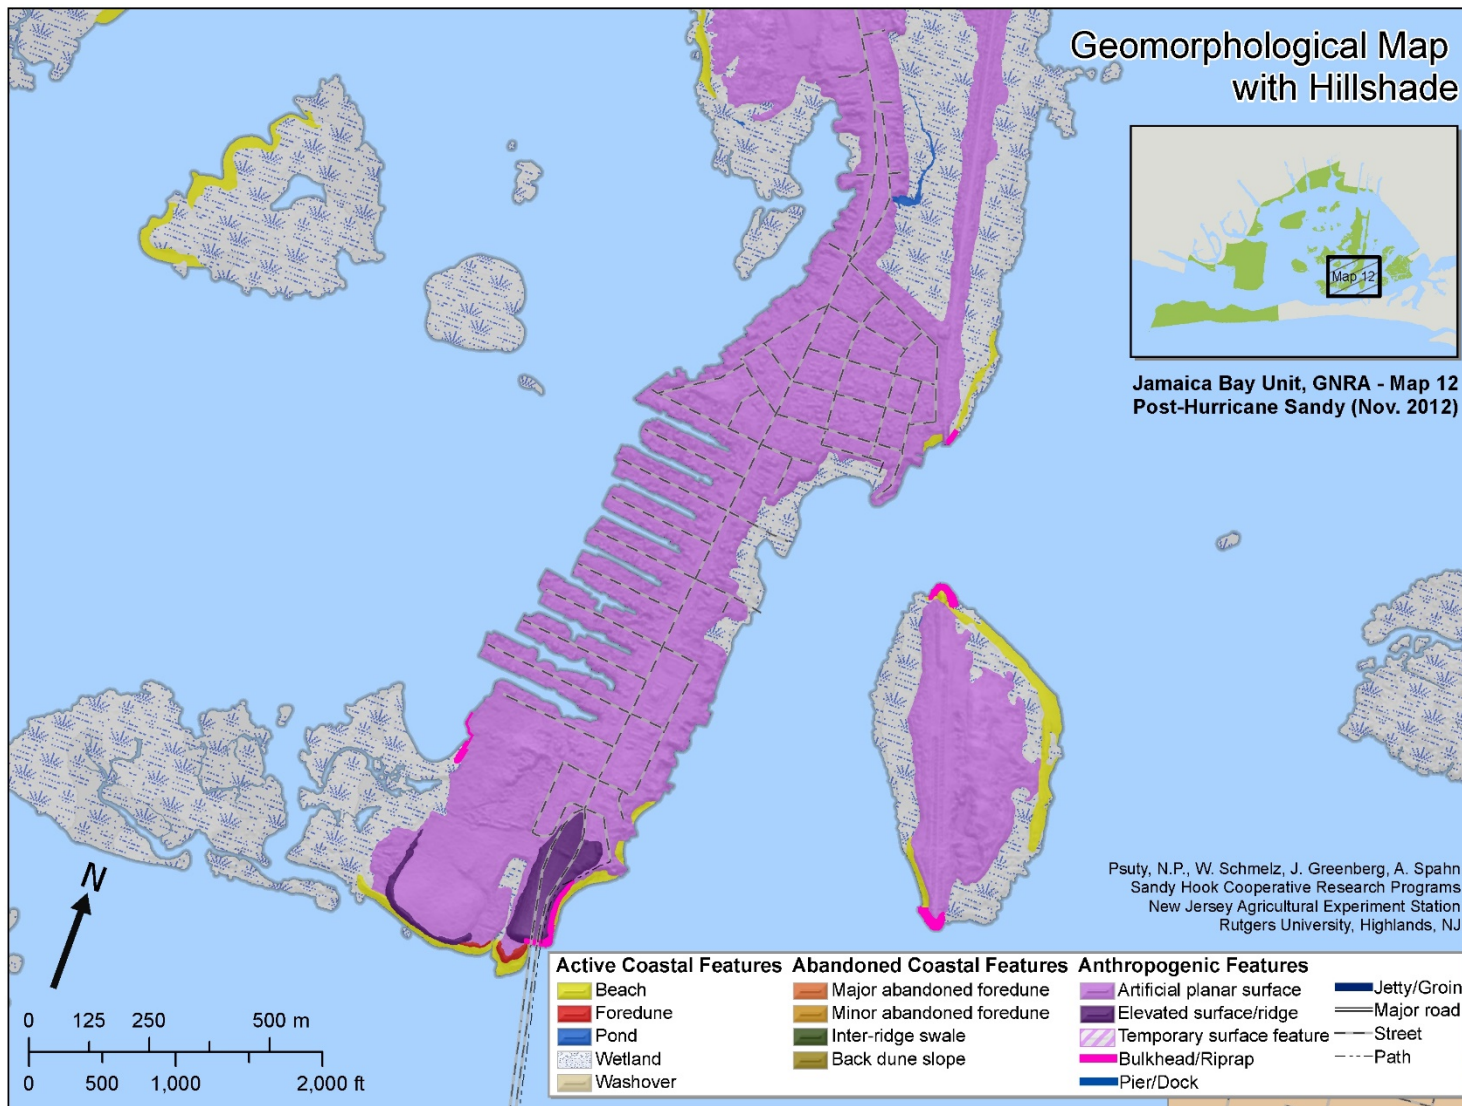 Geomorphological Map
with Hillshade
Map 12
Jamaica Bay Unit, GNRA - Map 12
Post-Hurricane Sandy (Nov. 2012)
Psuty, N.P., W. Schmelz, J. Greenberg, A. Spahn
Sandy Hook Cooperative Research Programs
New Jersey Agricultural Experiment Station
Rutgers University, Highlands, NJ
N
0 125 250 500 m
0 500 1,000 2,000 ft
Active Coastal Features
Beach
Foredune
Pond
Wetland
Washover
Abandoned Coastal Features
Major abandoned foredune
Minor abandoned foredune
Inter-ridge swale
Back dune slope
Anthropogenic Features
Artificial planar surface
Elevated surface/ridge
Temporary surface feature
Bulkhead/Riprap
Pier/Dock
Jetty/Groin
Major road
Street
Path